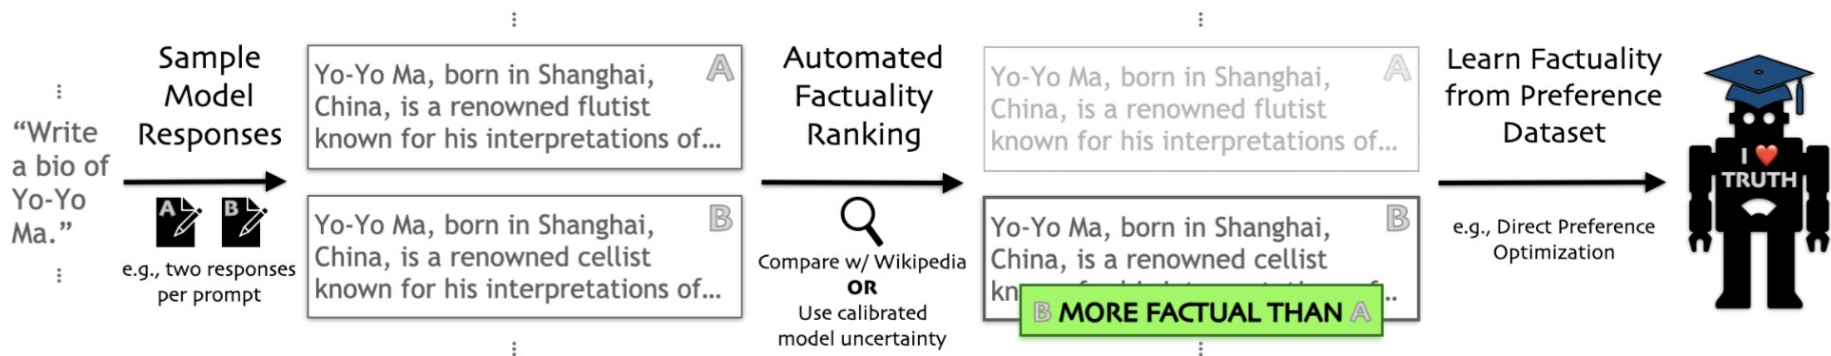 “Write
a bio of
Yo-Yo
Ma.”
Sample
Model
Responses
A
B
e.g., two responses
per prompt
A
Yo-Yo Ma, born in Shanghai,
China, is a renowned flutist
known for his interpretations of...
B
Yo-Yo Ma, born in Shanghai,
China, is a renowned cellist
known for his interpretations of...
Automated
Factuality
Ranking
Compare w/ Wikipedia
OR
Use calibrated
model uncertainty
A
Yo-Yo Ma, born in Shanghai,
China, is a renowned flutist
known for his interpretations of...
B
Yo-Yo Ma, born in Shanghai,
China, is a renowned cellist
B MORE FACTUAL THAN A
Learn Factuality
from Preference
Dataset
e.g., Direct Preference
Optimization
I ❤️
TRUTH